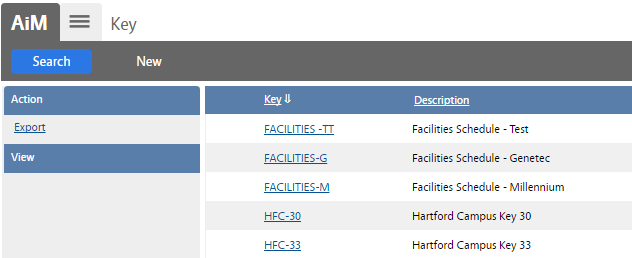 AiM Key
Search New
Action
Export
View
Key ⇓ Description
FACILITIES -TT Facilities Schedule - Test
FACILITIES-G Facilities Schedule - Genetec
FACILITIES-M Facilities Schedule - Millennium
HFC-30 Hartford Campus Key 30
HFC-33 Hartford Campus Key 33